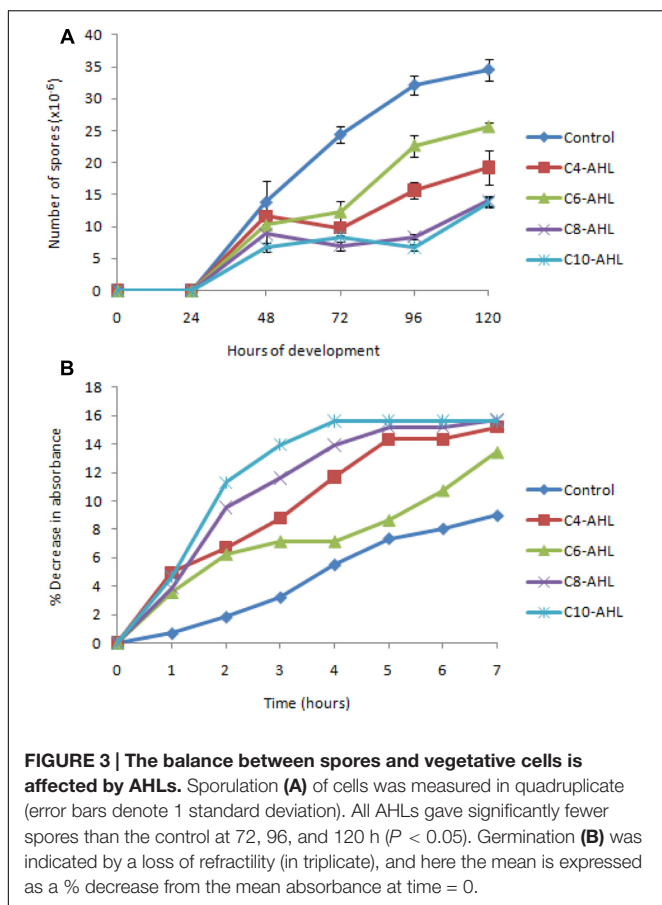 A
Number of spores (x10⁻⁶)
40
35
30
25
20
15
10
5
0
0 24 48 72 96 120
Hours of development
Control
C4-AHL
C6-AHL
C8-AHL
C10-AHL
B
% Decrease in absorbance
18
16
14
12
10
8
6
4
2
0
0 1 2 3 4 5 6 7
Time (hours)
Control
C4-AHL
C6-AHL
C8-AHL
C10-AHL
FIGURE 3 | The balance between spores and vegetative cells is
affected by AHLs. Sporulation (A) of cells was measured in quadruplicate
(error bars denote 1 standard deviation). All AHLs gave significantly fewer
spores than the control at 72, 96, and 120 h (P < 0.05). Germination (B) was
indicated by a loss of refractility (in triplicate), and here the mean is expressed
as a % decrease from the mean absorbance at time = 0.